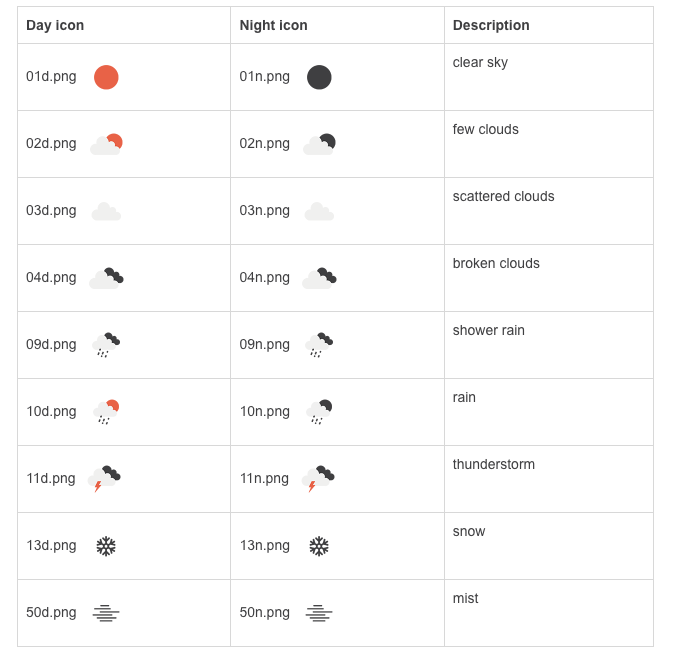 Day icon Night icon Description
01d.png 01n.png clear sky
02d.png 02n.png few clouds
03d.png 03n.png scattered clouds
04d.png 04n.png broken clouds
09d.png 09n.png shower rain
10d.png 10n.png rain
11d.png 11n.png thunderstorm
13d.png 13n.png snow
50d.png 50n.png mist